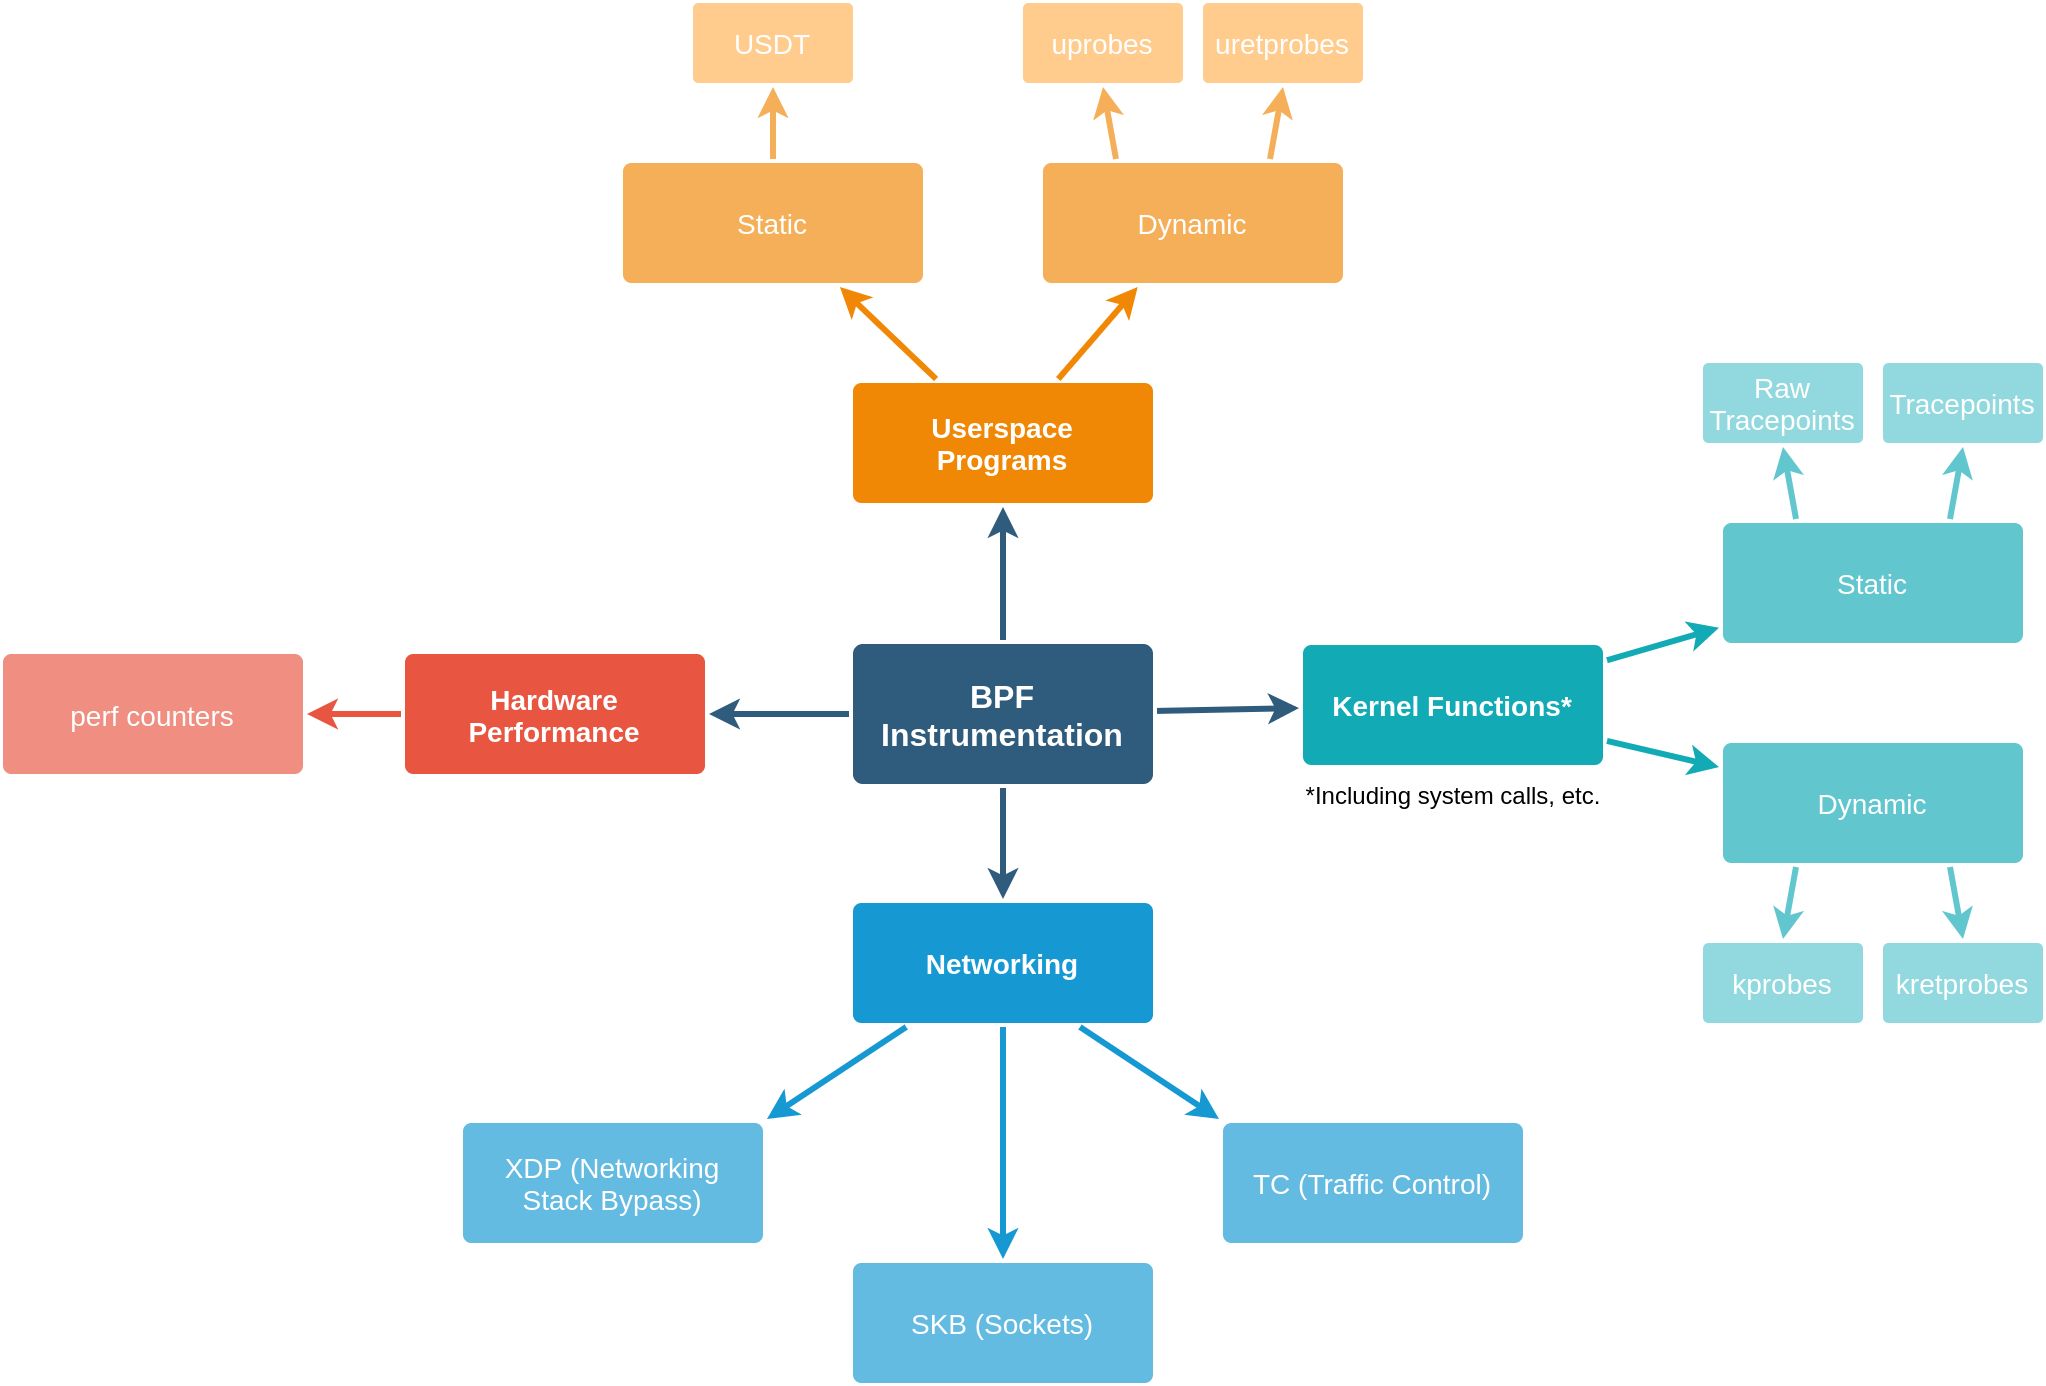 USDT
uprobes
uretprobes
Static
Dynamic
Userspace
Programs
Raw
Tracepoints
Tracepoints
Static
perf counters
Hardware
Performance
BPF
Instrumentation
Kernel Functions*
*Including system calls, etc.
Dynamic
Networking
kprobes
kretprobes
XDP (Networking
Stack Bypass)
TC (Traffic Control)
SKB (Sockets)